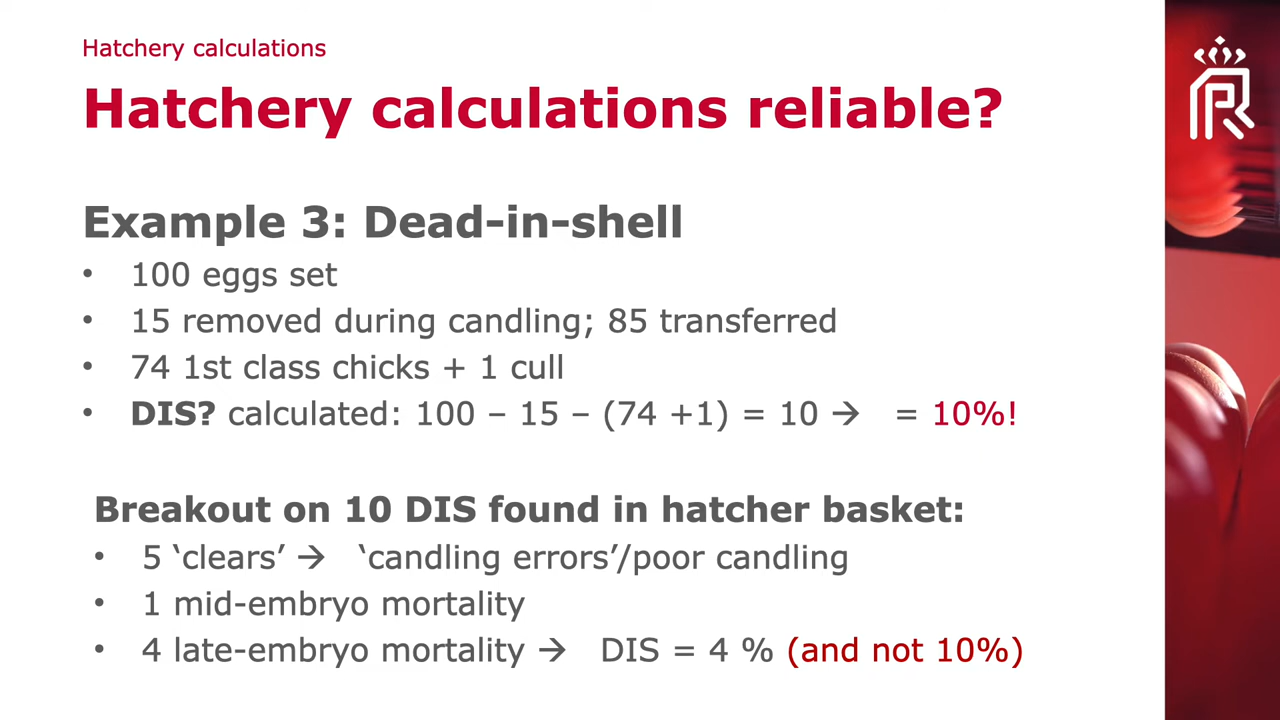 Hatchery calculations
Hatchery calculations reliable?
Example 3: Dead-in-shell
• 100 eggs set
• 15 removed during candling; 85 transferred
• 74 1st class chicks + 1 cull
• DIS? calculated: 100 – 15 – (74 +1) = 10 → = 10%!
Breakout on 10 DIS found in hatcher basket:
• 5 ‘clears’ → ‘candling errors’/poor candling
• 1 mid-embryo mortality
• 4 late-embryo mortality → DIS = 4 % (and not 10%)